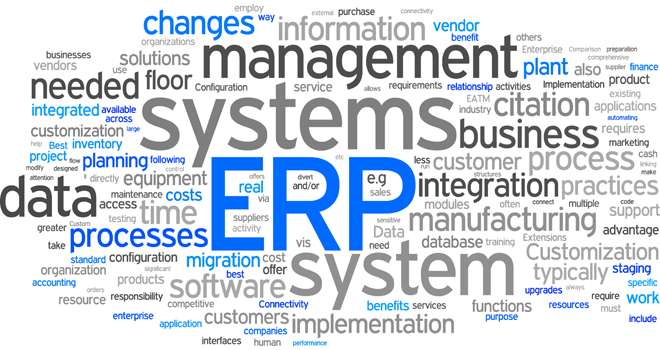 employ
external purchase connectivity
changes way information vendor
organizations benefit others
businesses solutions management Enterprise Comparison preparation
vendors use plant also comprehensive supplier finance
needed floor Configuration service allows requirements relationship activities Implementation product
integrated available across systems EATM industry citation existing applications automating
customization large business requires marketing
help Best inventory etc less customer process cash
project flow planning following ERP run linking
modify designed control offers divert e.g structures make
attention directly equipment real and/or integration practices
data access maintenance costs via modules often connect multiple code
time suppliers sensitive manufacturing support
greater testing Custom activity Data advantage
take processes vis need database training Extensions
standard configuration migration cost system Customization
organization significant best offer typically staging
accounting products software always specific
resource orders responsibility Connectivity benefits services functions upgrades require work
competitive resources must
enterprise application customers implementation purpose include
companies
interfaces human performance